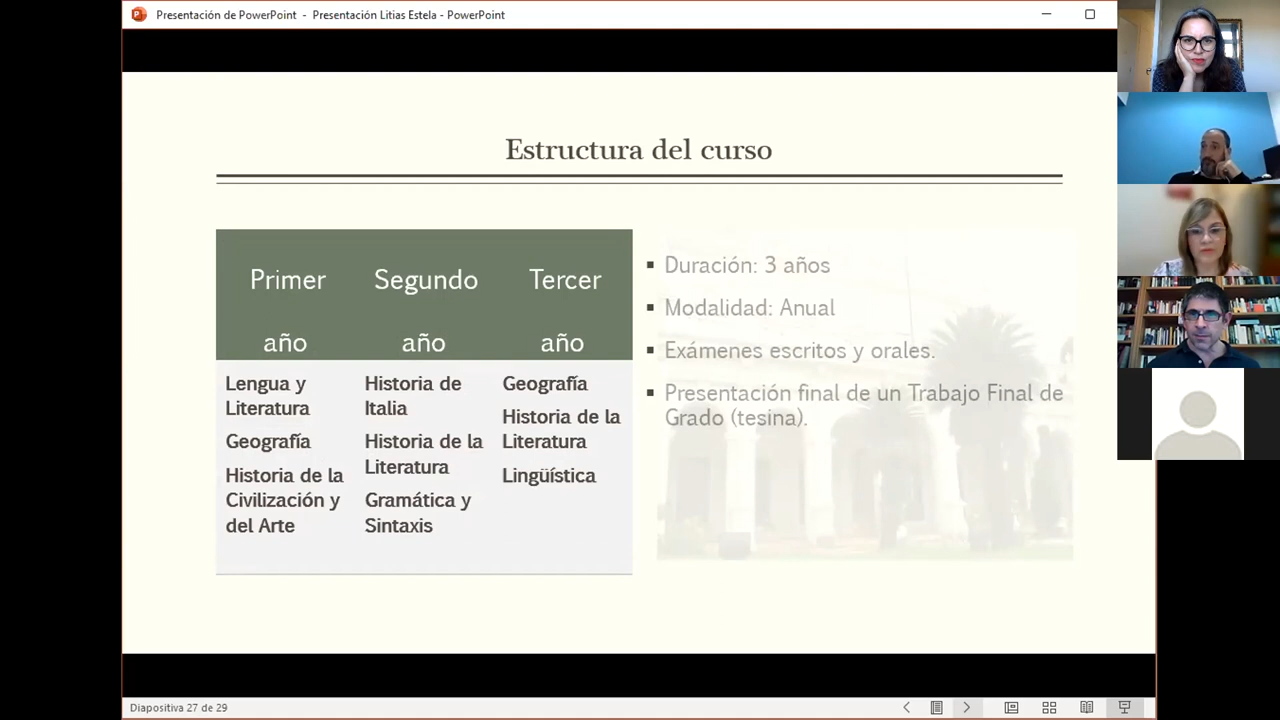 Presentación de PowerPoint - Presentación Litias Estela - PowerPoint
Estructura del curso
Primer año
Segundo año
Tercer año
Lengua y
Literatura
Geografía
Historia de la
Civilización y
del Arte
Historia de
Italia
Historia de la
Literatura
Gramática y
Sintaxis
Geografía
Historia de la
Literatura
Lingüística
▪ Duración: 3 años
▪ Modalidad: Anual
▪ Exámenes escritos y orales.
▪ Presentación final de un Trabajo Final de
Grado (tesina).
Diapositiva 27 de 29